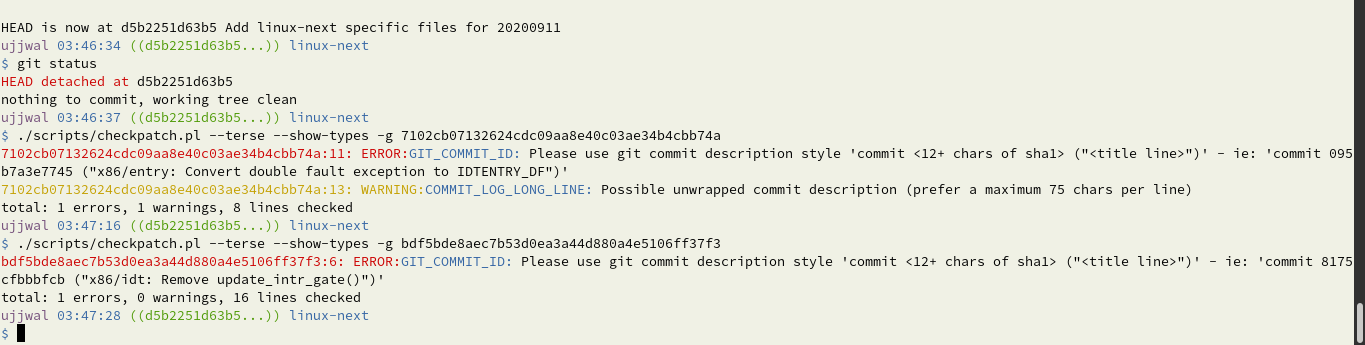 HEAD is now at d5b2251d63b5 Add linux-next specific files for 20200911
ujjwal 03:46:34 ((d5b2251d63b5...)) linux-next
$ git status
HEAD detached at d5b2251d63b5
nothing to commit, working tree clean
ujjwal 03:46:37 ((d5b2251d63b5...)) linux-next
$ ./scripts/checkpatch.pl --terse --show-types -g 7102cb07132624cdc09aa8e40c03ae34b4cbb74a
7102cb07132624cdc09aa8e40c03ae34b4cbb74a:11: ERROR:GIT_COMMIT_ID: Please use git commit description style 'commit <12+ chars of sha1> ("<title line>")' - ie: 'commit 095
b7a3e7745 ("x86/entry: Convert double fault exception to IDTENTRY_DF")'
7102cb07132624cdc09aa8e40c03ae34b4cbb74a:13: WARNING:COMMIT_LOG_LONG_LINE: Possible unwrapped commit description (prefer a maximum 75 chars per line)
total: 1 errors, 1 warnings, 8 lines checked
ujjwal 03:47:16 ((d5b2251d63b5...)) linux-next
$ ./scripts/checkpatch.pl --terse --show-types -g bdf5bde8aec7b53d0ea3a44d880a4e5106ff37f3
bdf5bde8aec7b53d0ea3a44d880a4e5106ff37f3:6: ERROR:GIT_COMMIT_ID: Please use git commit description style 'commit <12+ chars of sha1> ("<title line>")' - ie: 'commit 8175
cfbbbfcb ("x86/idt: Remove update_intr_gate()")'
total: 1 errors, 0 warnings, 16 lines checked
ujjwal 03:47:28 ((d5b2251d63b5...)) linux-next
$